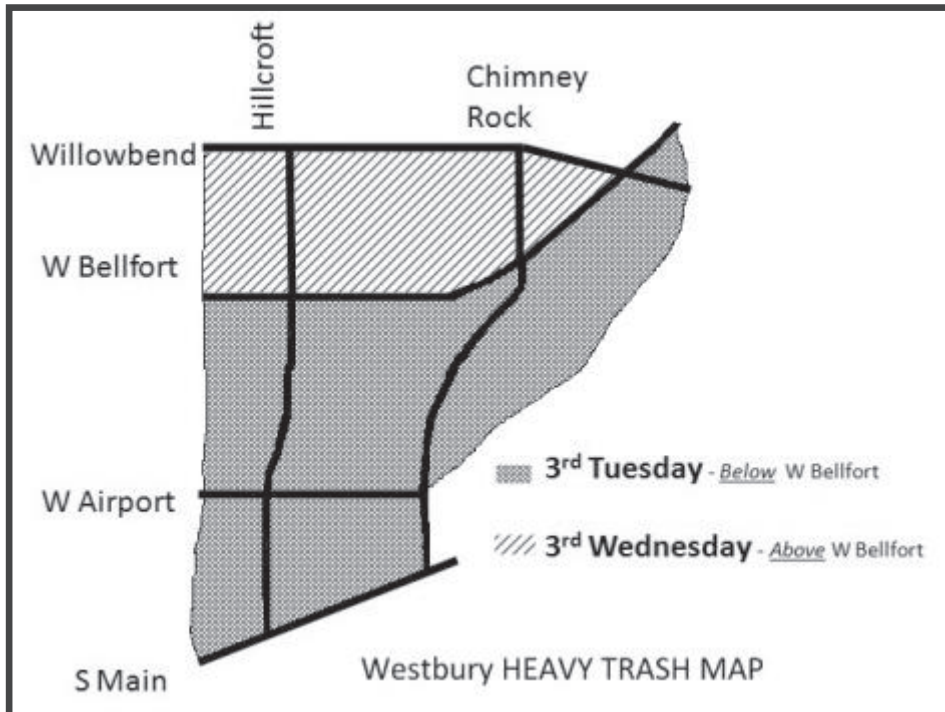 Hillcroft
Chimney
Rock
Willowbend
W Bellfort
W Airport
3rd Tuesday - Below W Bellfort
3rd Wednesday - Above W Bellfort
S Main
Westbury HEAVY TRASH MAP